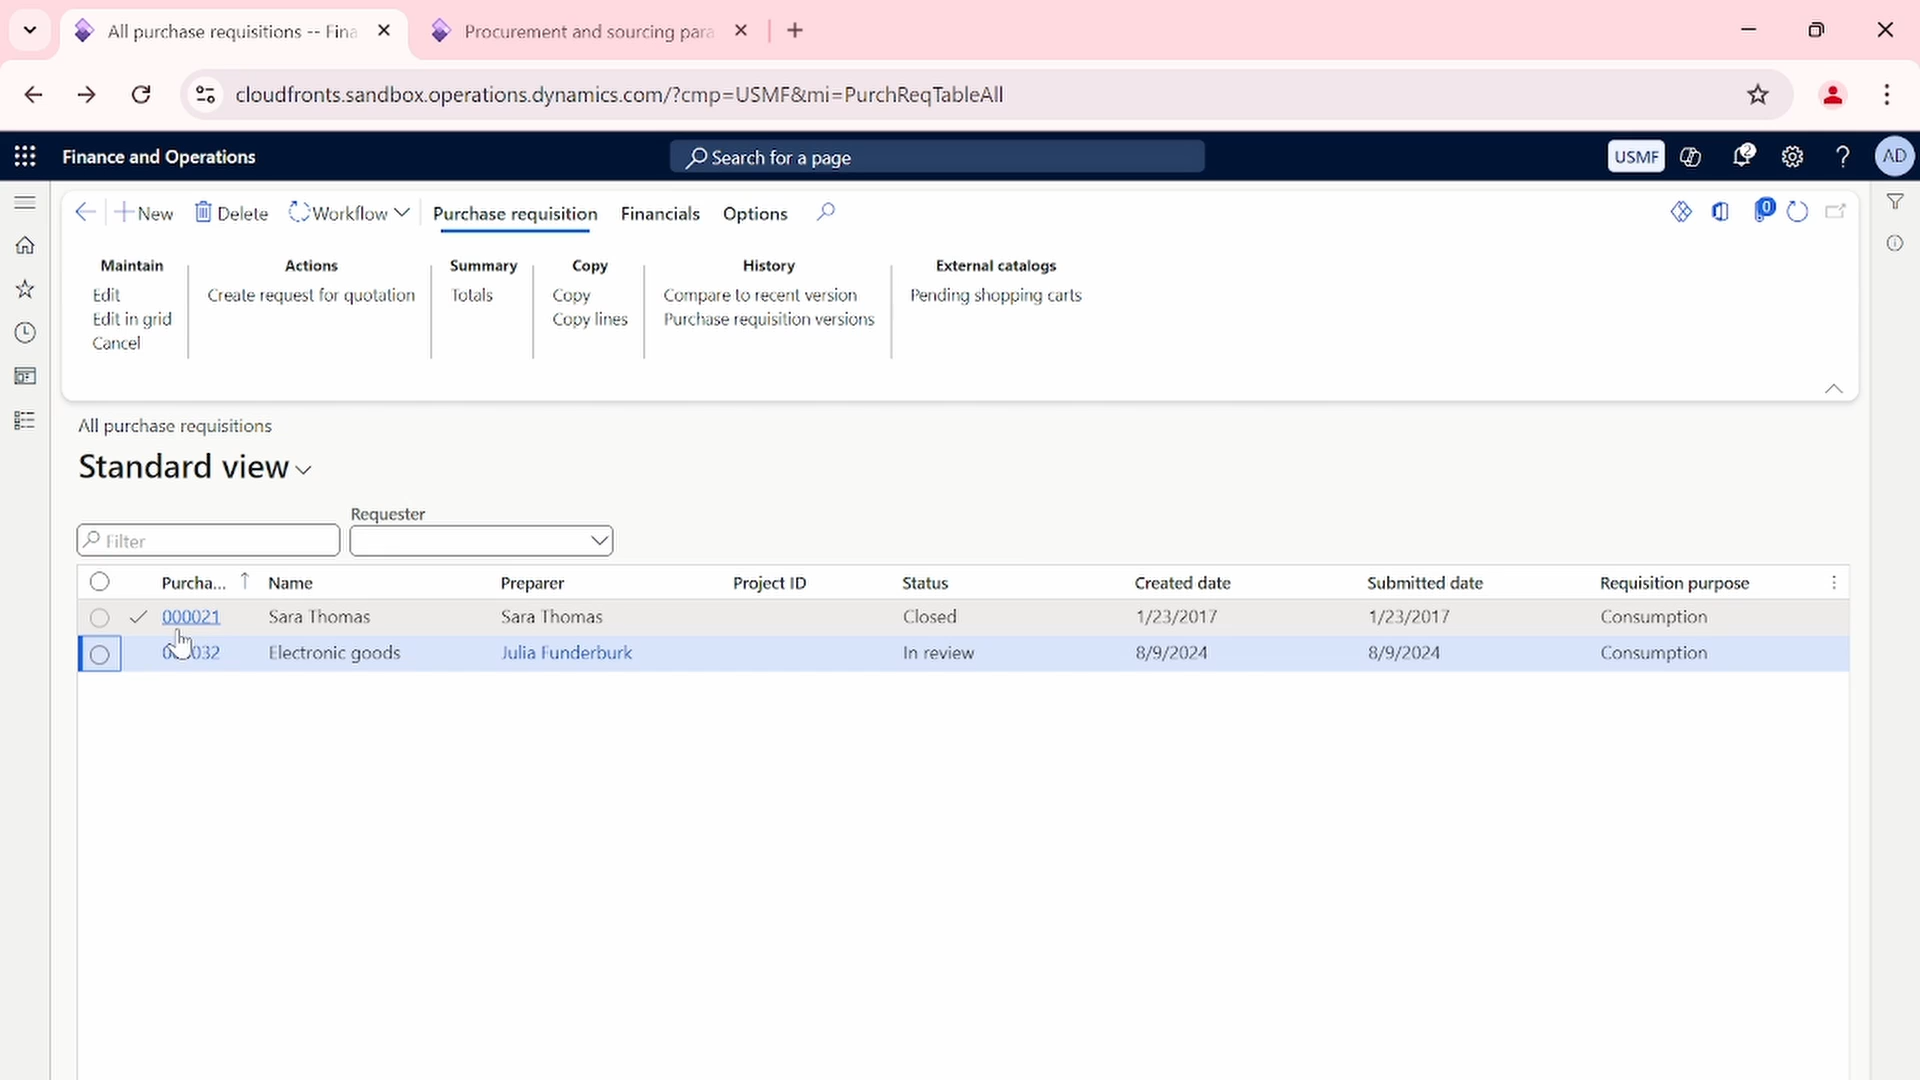 All purchase requisitions -- Fina
Procurement and sourcing para
cloudfronts.sandbox.operations.dynamics.com/?cmp=USMF&mi=PurchReqTableAll
Finance and Operations
Search for a page
USMF
2
AD
New
Delete
Workflow
Purchase requisition
Financials
Options
0
Maintain
Actions
Summary
Copy
History
External catalogs
Edit
Create request for quotation
Totals
Copy
Compare to recent version
Pending shopping carts
Edit in grid
Copy lines
Purchase requisition versions
Cancel
All purchase requisitions
Standard view
Requester
Filter
Purcha... Name Preparer Project ID Status Created date Submitted date Requisition purpose
000021 Sara Thomas Sara Thomas Closed 1/23/2017 1/23/2017 Consumption
Electronic goods Julia Funderburk In review 8/9/2024 8/9/2024 Consumption